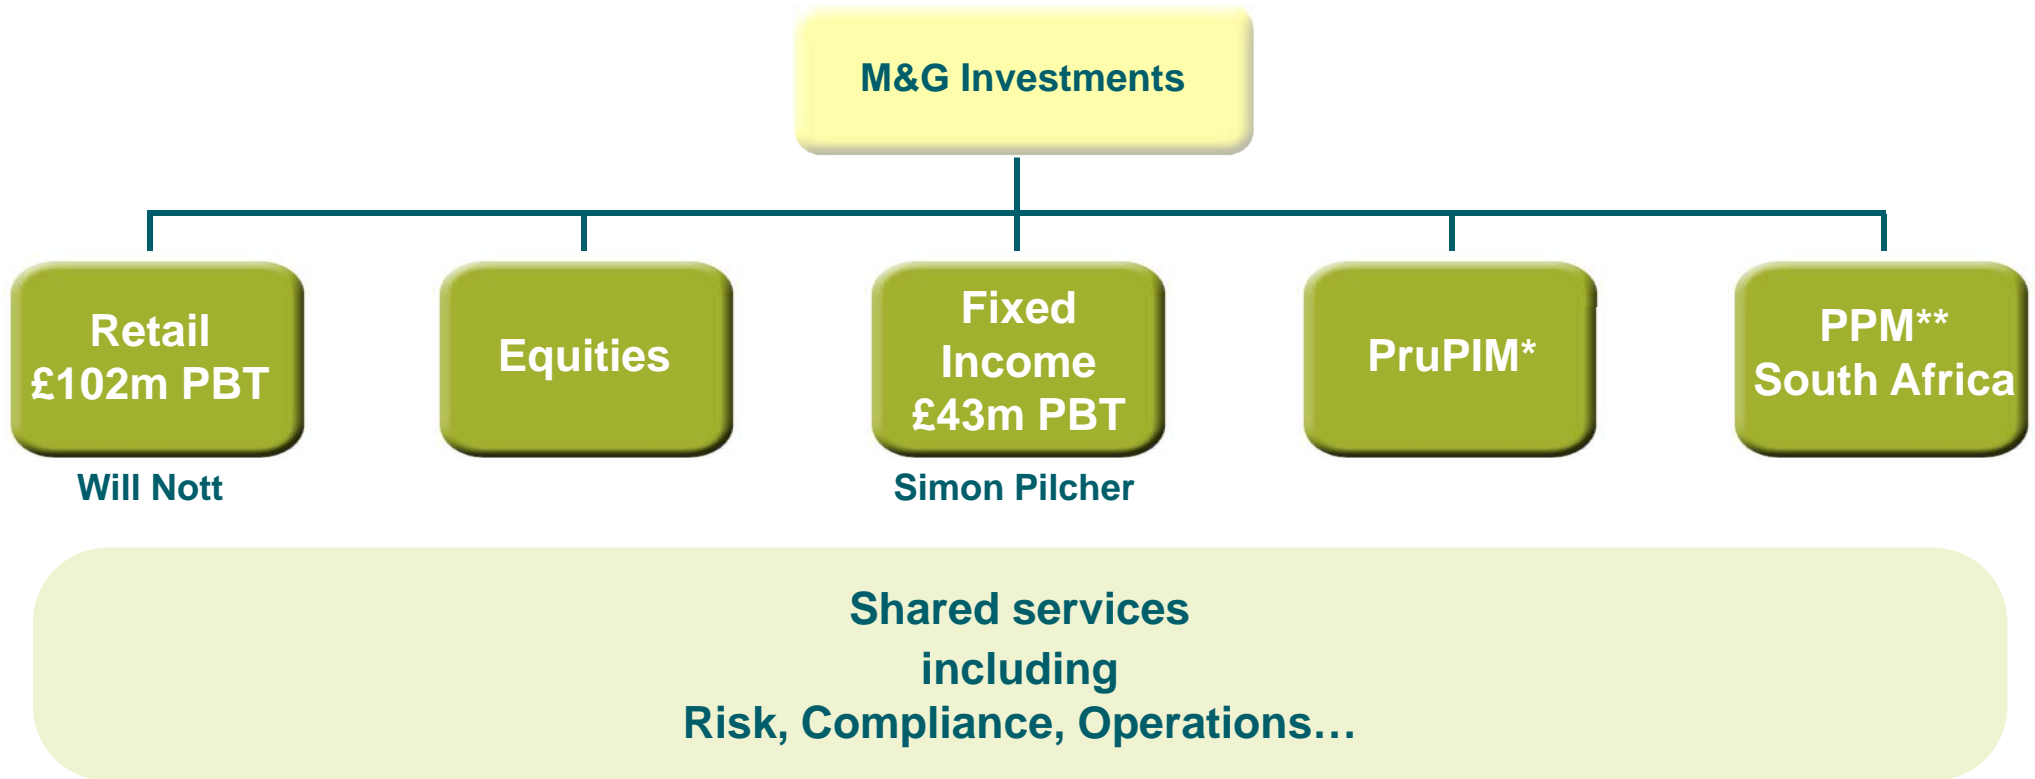 M&G Investments
Retail
£102m PBT
Equities
Fixed
Income
£43m PBT
PruPIM*
PPM**
South Africa
Will Nott
Simon Pilcher
Shared services
including
Risk, Compliance, Operations…